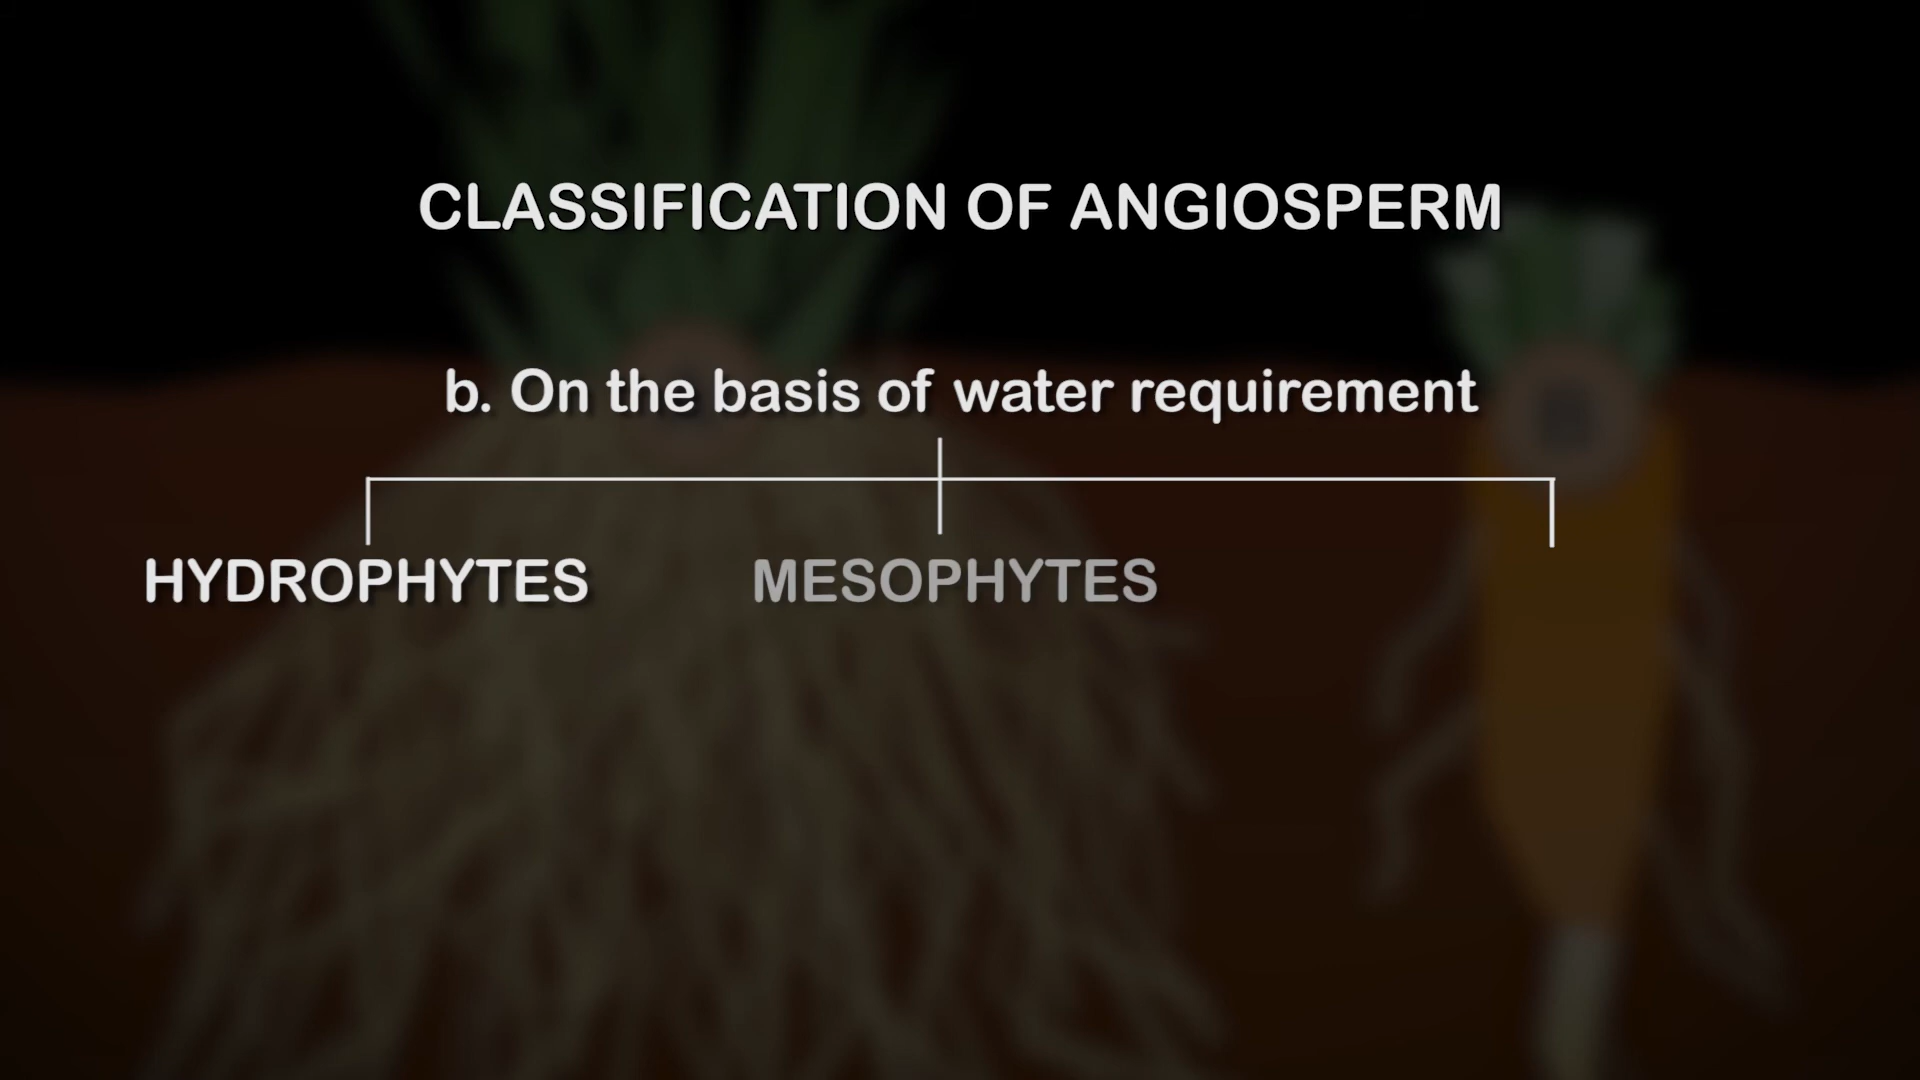 CLASSIFICATION OF ANGIOSPERM
b. On the basis of water requirement
HYDROPHYTES MESOPHYTES